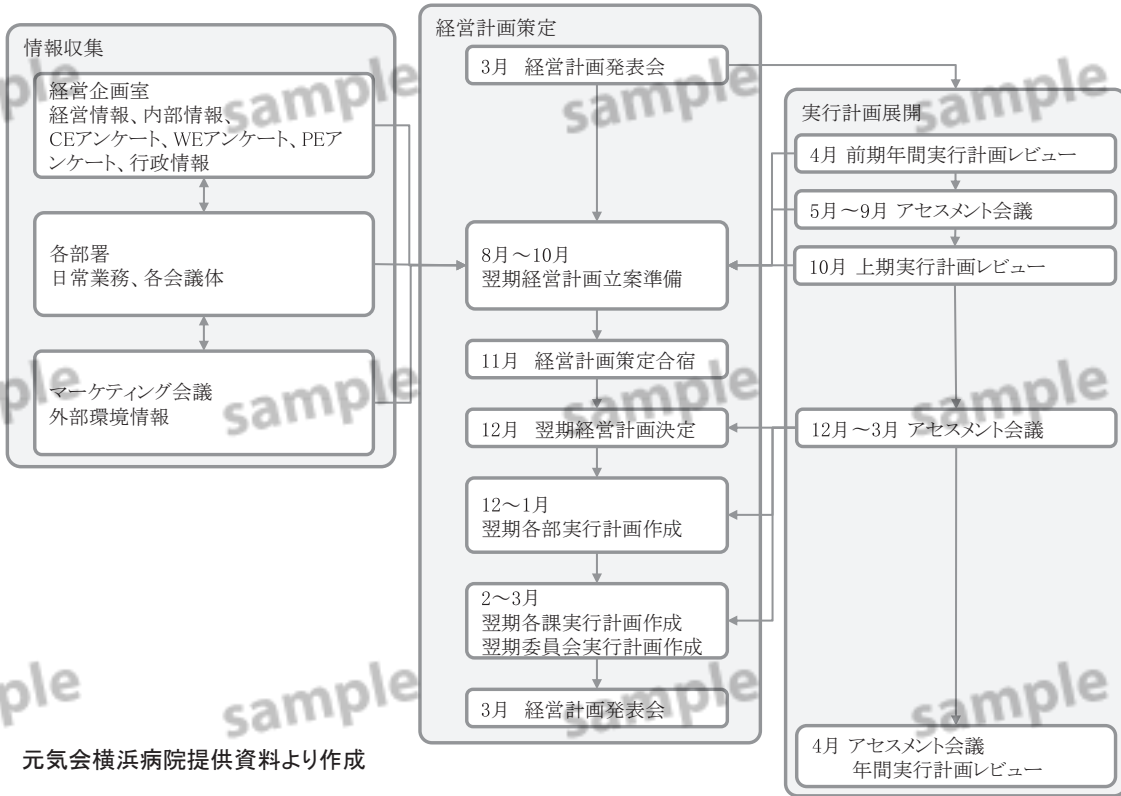 情報収集
経営企画室
経営情報、内部情報、
CEアンケート、WEアンケート、PEア
ンケート、行政情報
各部署
日常業務、各会議体
マーケティング会議
外部環境情報
経営計画策定
3月 経営計画発表会
8月～10月
翌期経営計画立案準備
11月 経営計画策定合宿
12月 翌期経営計画決定
12～1月
翌期各部実行計画作成
2～3月
翌期各課実行計画作成
翌期委員会実行計画作成
3月 経営計画発表会
実行計画展開
4月 前期年間実行計画レビュー
5月～9月 アセスメント会議
10月 上期実行計画レビュー
12月～3月 アセスメント会議
4月 アセスメント会議
年間実行計画レビュー
元気会横浜病院提供資料より作成
ple
sample
sample
sample
ple
sample
sample
sample
ple
sample
sample
sample